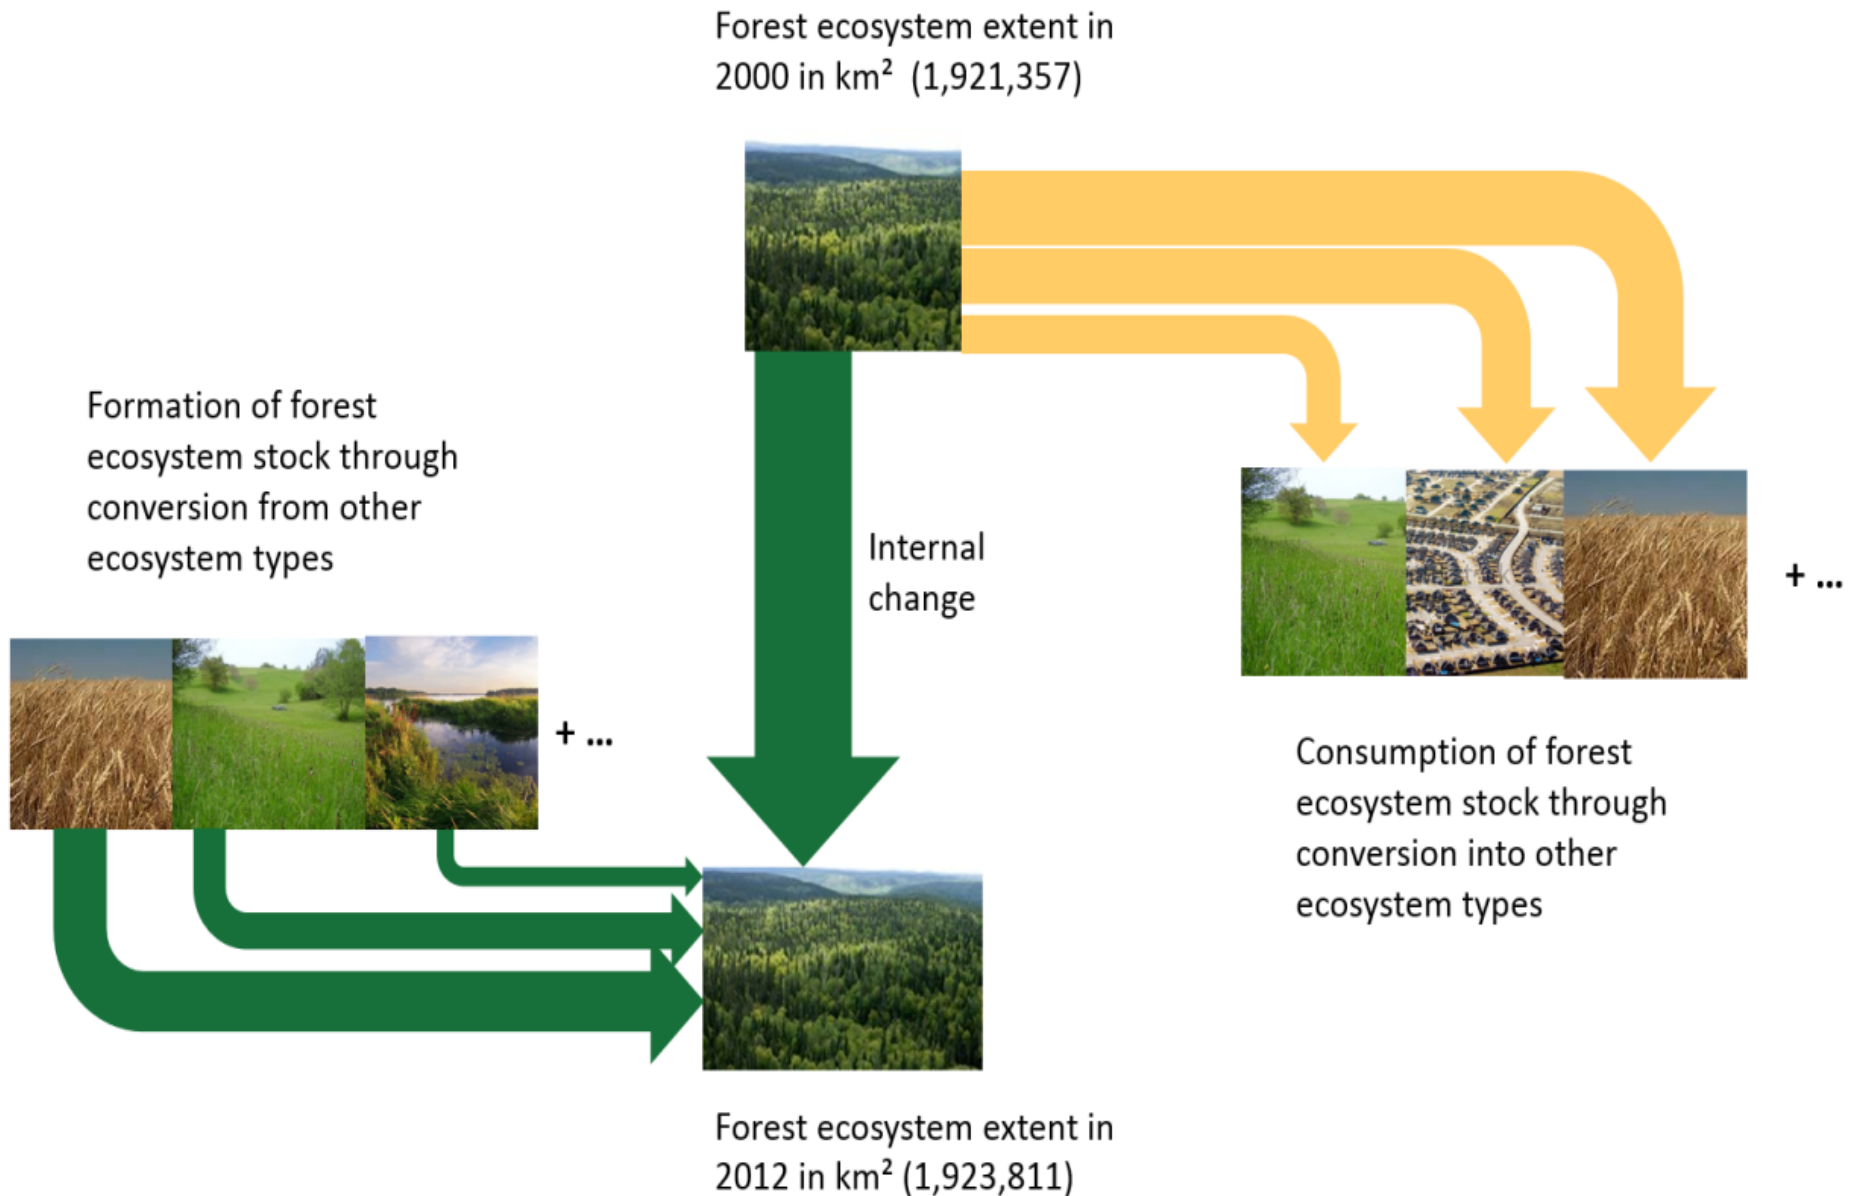 Forest ecosystem extent in
2000 in km² (1,921,357)
Formation of forest
ecosystem stock through
conversion from other
ecosystem types
Internal
change
+ ...
+ ...
Consumption of forest
ecosystem stock through
conversion into other
ecosystem types
Forest ecosystem extent in
2012 in km² (1,923,811)